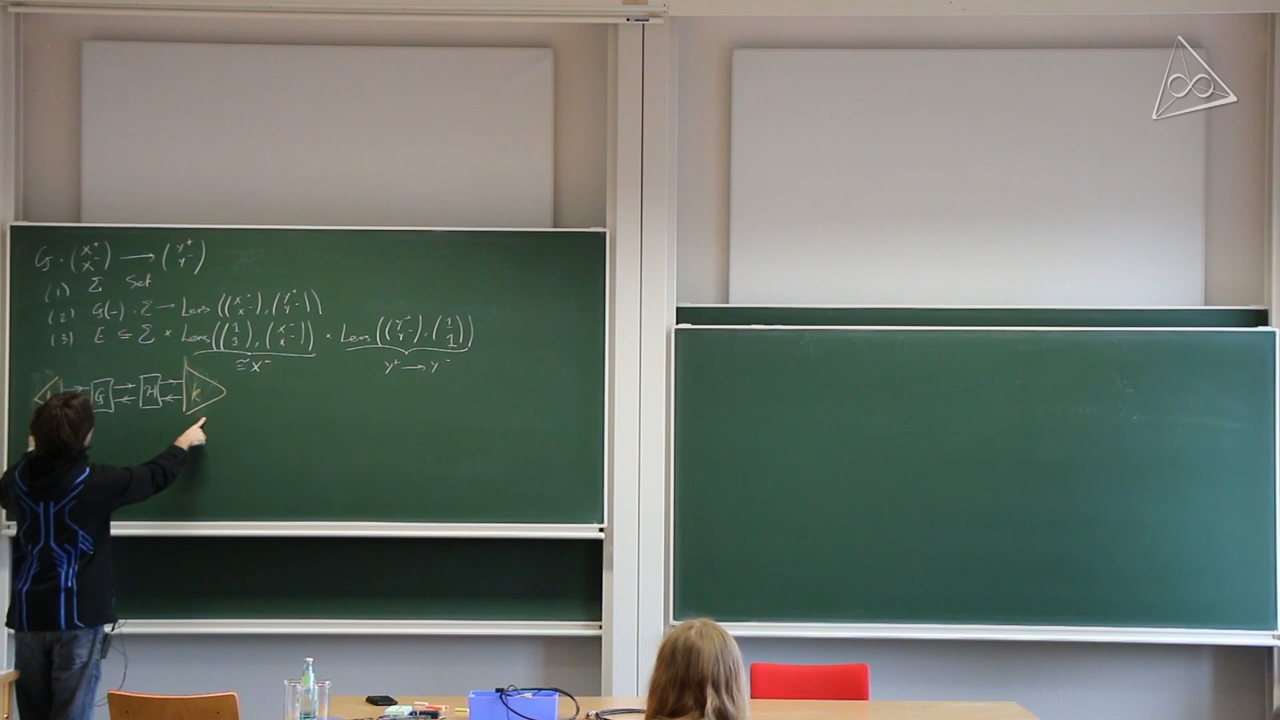 G : (X⁺ X⁻) ⟶ (Y⁺ Y⁻)
(1) Σ Set
(2) G(-) : Σ → Lens ((X⁺ X⁻), (Y⁺ Y⁻))
(3) E ⊆ Σ × Lens((1 1), (X⁺ X⁻)) × Lens((Y⁺ Y⁻), (1 1))
≅ X⁺ Y⁺ → Y⁻
G H k